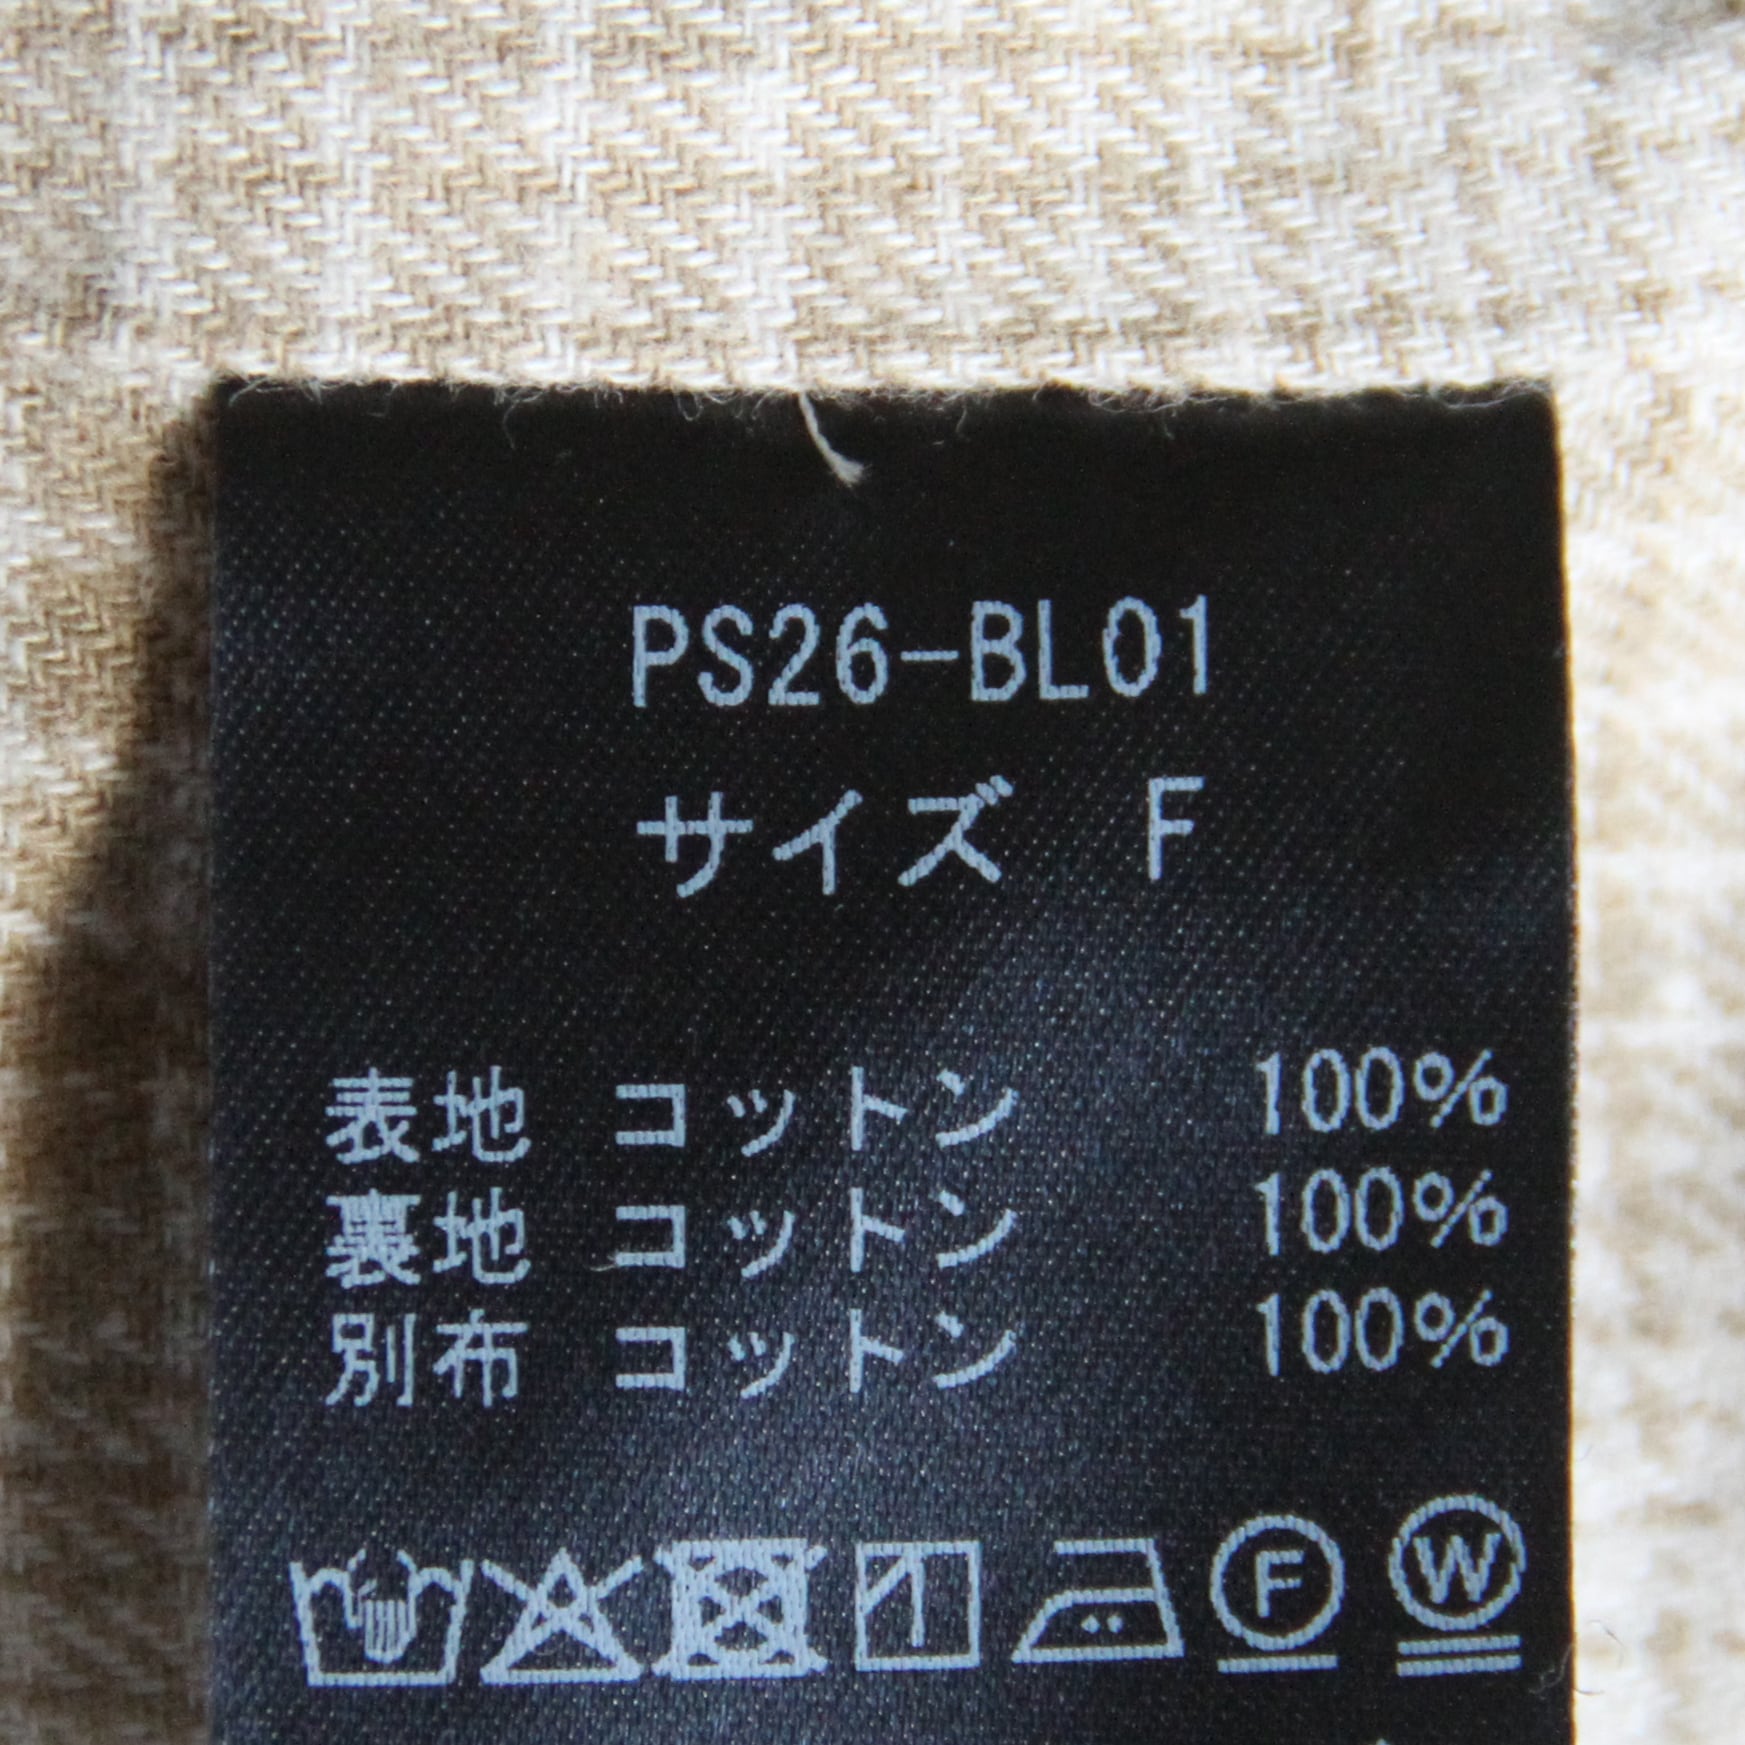 PS26-BL01
サイズ F
表地 コットン 100%
裏地 コットン 100%
別布 コットン 100%
F W